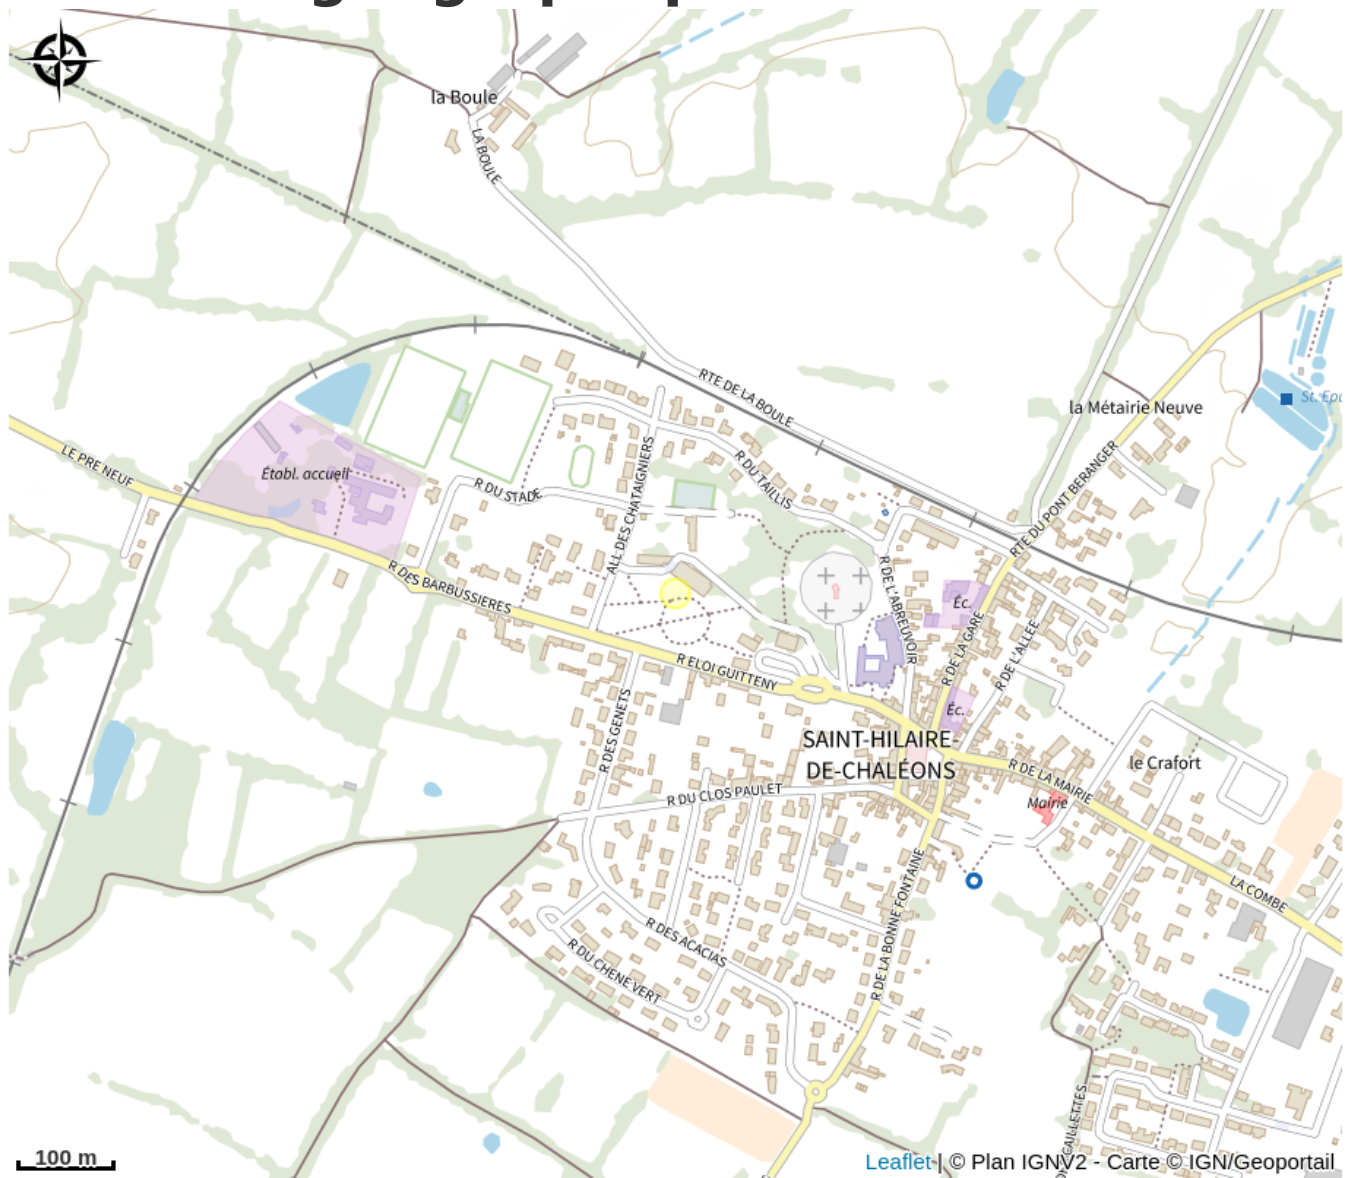 la Boule
LA BOULE
RTE DE LA BOULE
la Métairie Neuve
St. Epu
RTE DU PONT BERANGER
LE PRE NEUF
Établ. accueil
R DU STADE
ALL DES CHATAIGNIERS
R DU TAILLIS
R DES BARBUSSIERES
R DE L'ABREUVOIR
Éc.
R DE LA GARE
R DE L'ALLEE
R ELOI GUITTENY
Éc.
R DES GENETS
SAINT-HILAIRE-
DE-CHALÉONS
R DE LA MAIRIE
le Crafort
R DU CLOS PAULET
Mairie
LA COMBE
R DE LA BONNE FONTAINE
R DES ACACIAS
R DU CHENE VERT
CAILLETTES
100 m
Leaflet | © Plan IGNV2 - Carte © IGN/Geoportail